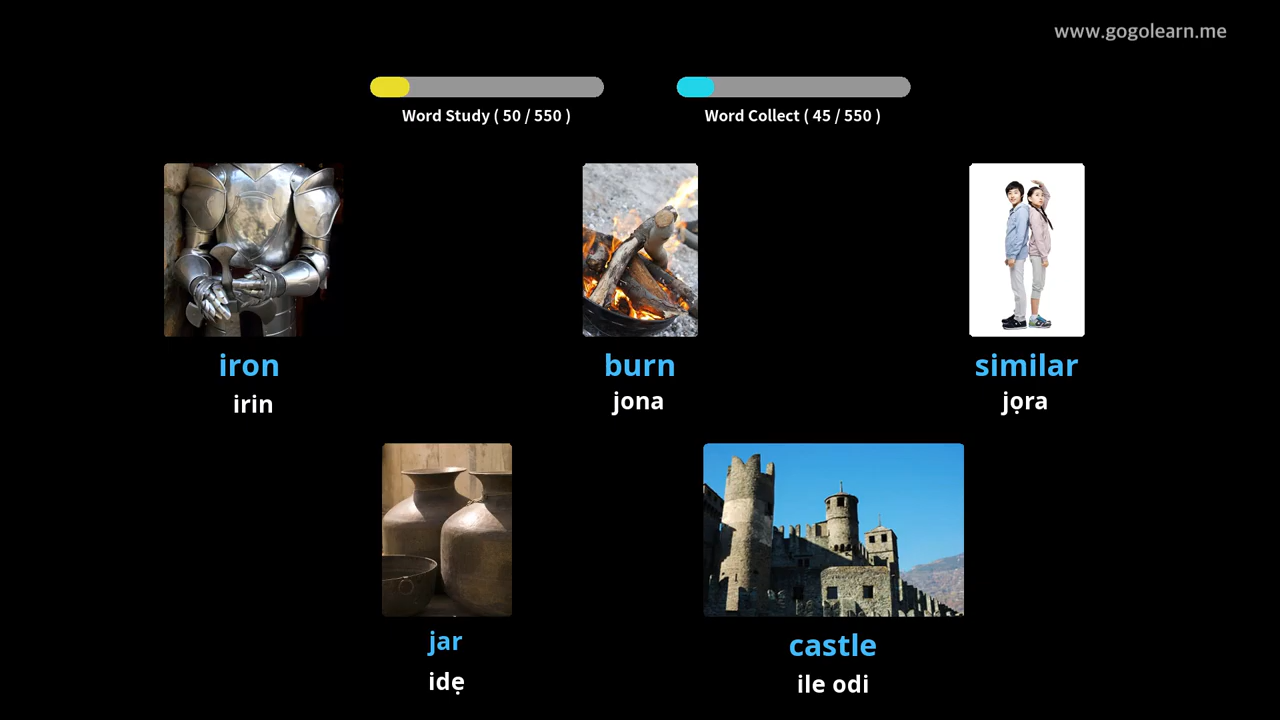 www.gogolearn.me
Word Study ( 50 / 550 )
Word Collect ( 45 / 550 )
iron
irin
burn
jona
similar
jọra
jar
idẹ
castle
ile odi